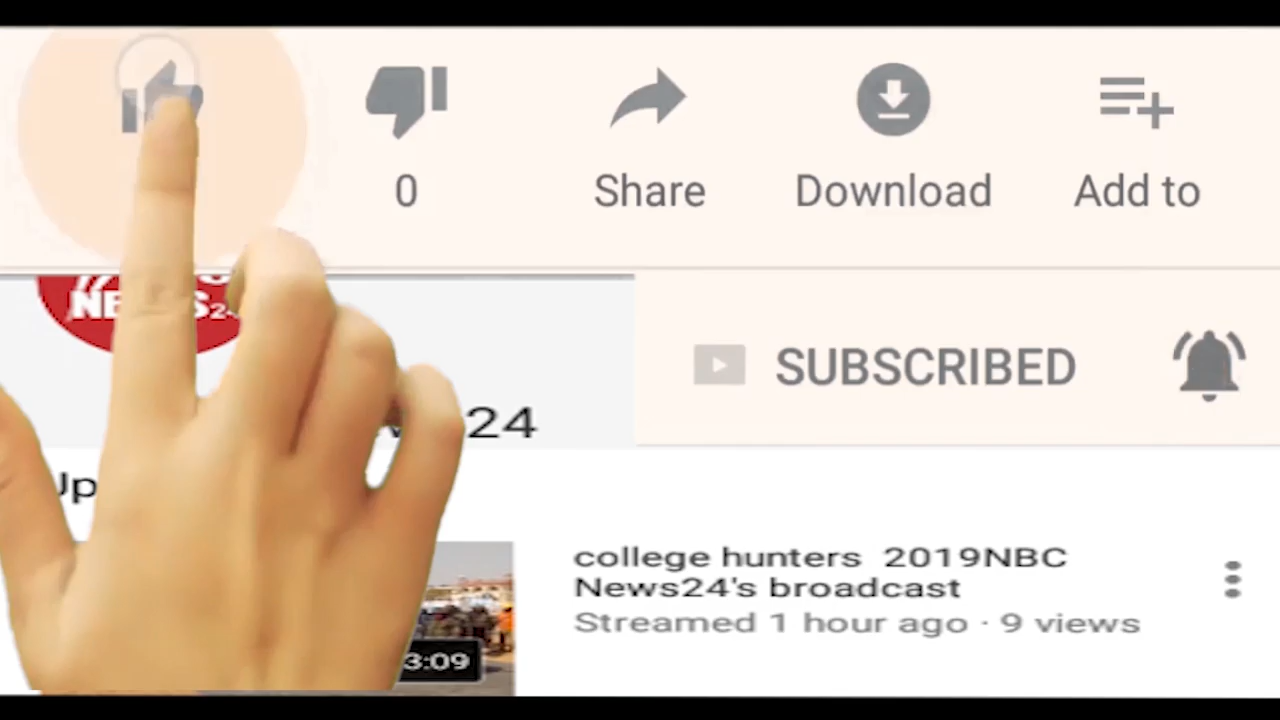 0
Share
Download
Add to
SUBSCRIBED
24
college hunters 2019NBC
News24's broadcast
Streamed 1 hour ago · 9 views
3:09